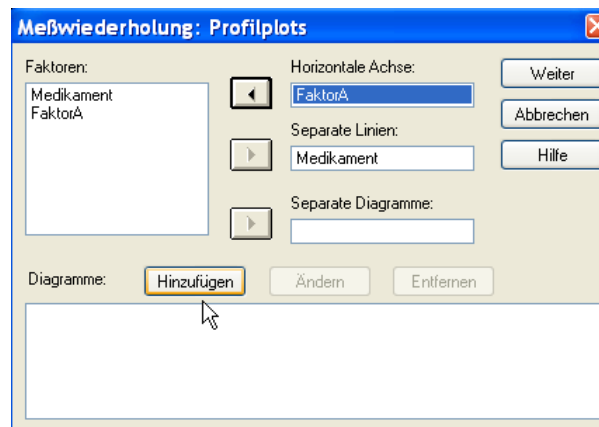 Meßwiederholung: Profilplots
Faktoren:
Medikament
FaktorA
Horizontale Achse:
FaktorA
Separate Linien:
Medikament
Separate Diagramme:
Weiter
Abbrechen
Hilfe
Diagramme:
Hinzufügen
Ändern
Entfernen